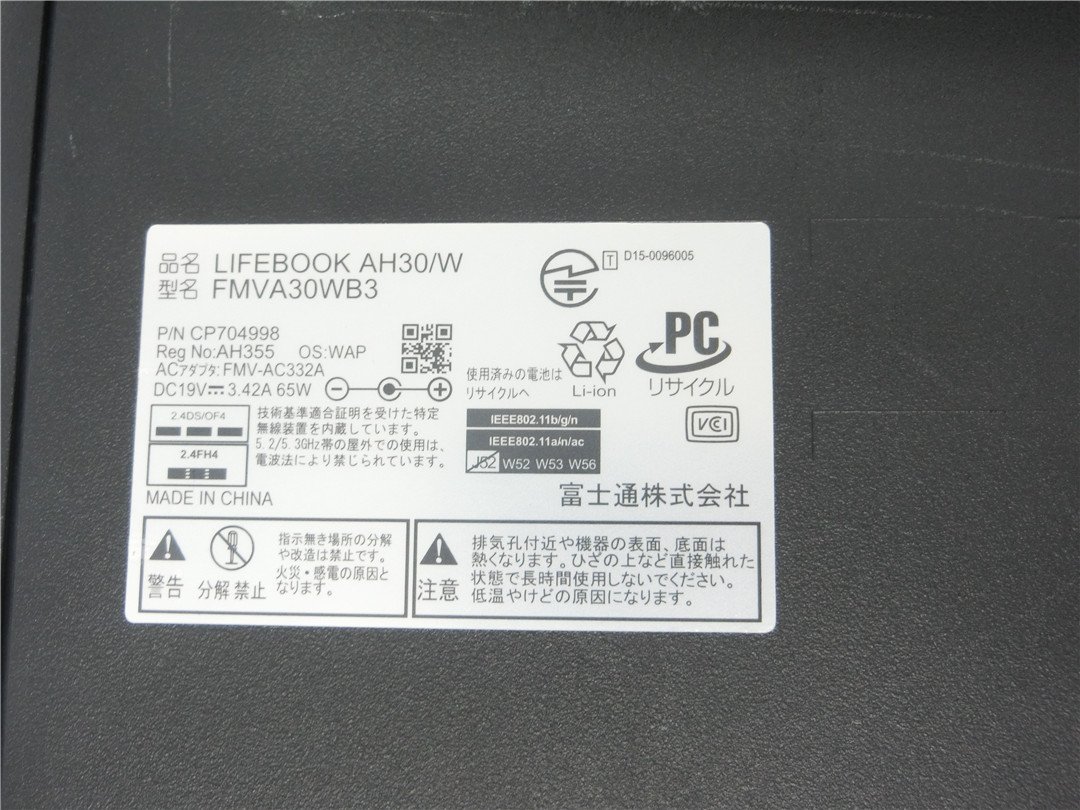 品名 LIFEBOOK AH30/W
型名 FMVA30WB3
T D15-0096005
P/N CP704998
Reg No:AH355 OS:WAP
ACアダプタ: FMV-AC332A
DC19V⎓3.42A 65W
使用済みの電池は
リサイクルへ
Li-ion
PC
リサイクル
VCI
2.4DS/OF4
2.4FH4
技術基準適合証明を受けた特定
無線装置を内蔵しています。
5.2/5.3GHz帯の屋外での使用は、
電波法により禁じられています。
IEEE802.11b/g/n
IEEE802.11a/n/ac
J52 W52 W53 W56
MADE IN CHINA
富士通株式会社
警告
分解禁止
指示無き場所の分解
や改造は禁止です。
火災・感電の原因と
なります。
注意
排気孔付近や機器の表面、底面は
熱くなります。ひざの上など直接触れた
状態で長時間使用しないでください。
低温やけどの原因になります。